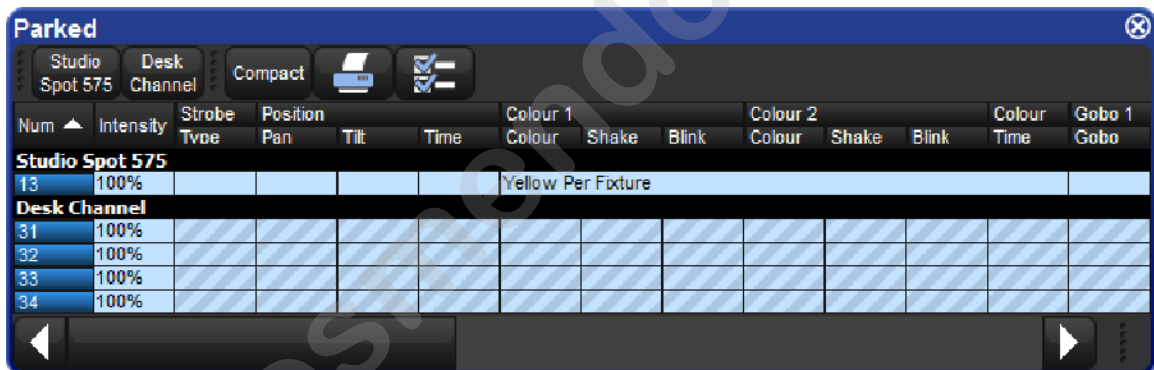 Parked
Studio Spot 575 Desk Channel Compact
Num Intensity Strobe Position Colour 1 Colour 2 Colour Gobo 1
Type Pan Tilt Time Colour Shake Blink Colour Shake Blink Time Gobo
Studio Spot 575
13 100% Yellow Per Fixture
Desk Channel
31 100%
32 100%
33 100%
34 100%